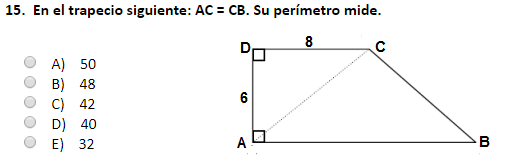 15. En el trapecio siguiente: AC = CB. Su perímetro mide.
A) 50
B) 48
C) 42
D) 40
E) 32
D 8 C
6
A B